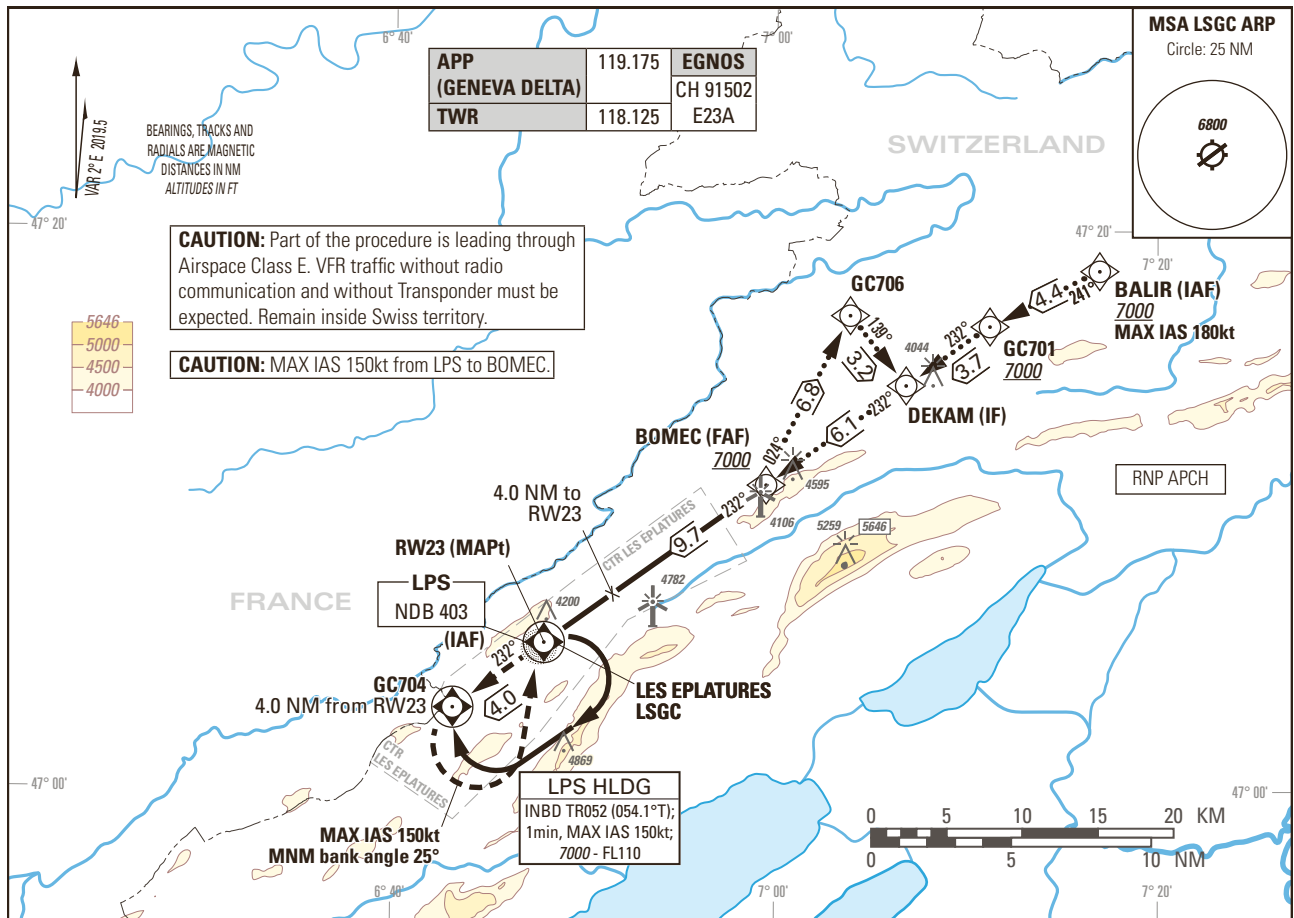 6° 40'
7° 00'
MSA LSGC ARP
Circle: 25 NM
6800
APP
(GENEVA DELTA)
119.175
EGNOS
CH 91502
E23A
TWR
118.125
VAR 2° E 2019.5
BEARINGS, TRACKS AND
RADIALS ARE MAGNETIC
DISTANCES IN NM
ALTITUDES IN FT
SWITZERLAND
47° 20'
47° 20'
7° 20'
CAUTION: Part of the procedure is leading through
Airspace Class E. VFR traffic without radio
communication and without Transponder must be
expected. Remain inside Swiss territory.
CAUTION: MAX IAS 150kt from LPS to BOMEC.
5646
5000
4500
4000
GC706
139°
3.2
6.8
024°
4.4
241°
BALIR (IAF)
7000
MAX IAS 180kt
232°
GC701
7000
3.7
4044
DEKAM (IF)
232°
6.1
BOMEC (FAF)
7000
4595
4106
RNP APCH
5259
5646
4.0 NM to
RW23
232°
9.7
CTR LES EPLATURES
RW23 (MAPt)
4782
LPS
NDB 403
(IAF)
4200
FRANCE
232°
GC704
4.0 NM from RW23
4.0
LES EPLATURES
LSGC
CTR
LES EPLATURES
4869
47° 00'
47° 00'
LPS HLDG
INBD TR052 (054.1°T);
1min, MAX IAS 150kt;
7000 - FL110
MAX IAS 150kt
MNM bank angle 25°
0 5 10 15 20 KM
0 5 10 NM
6° 40'
7° 00'
7° 20'